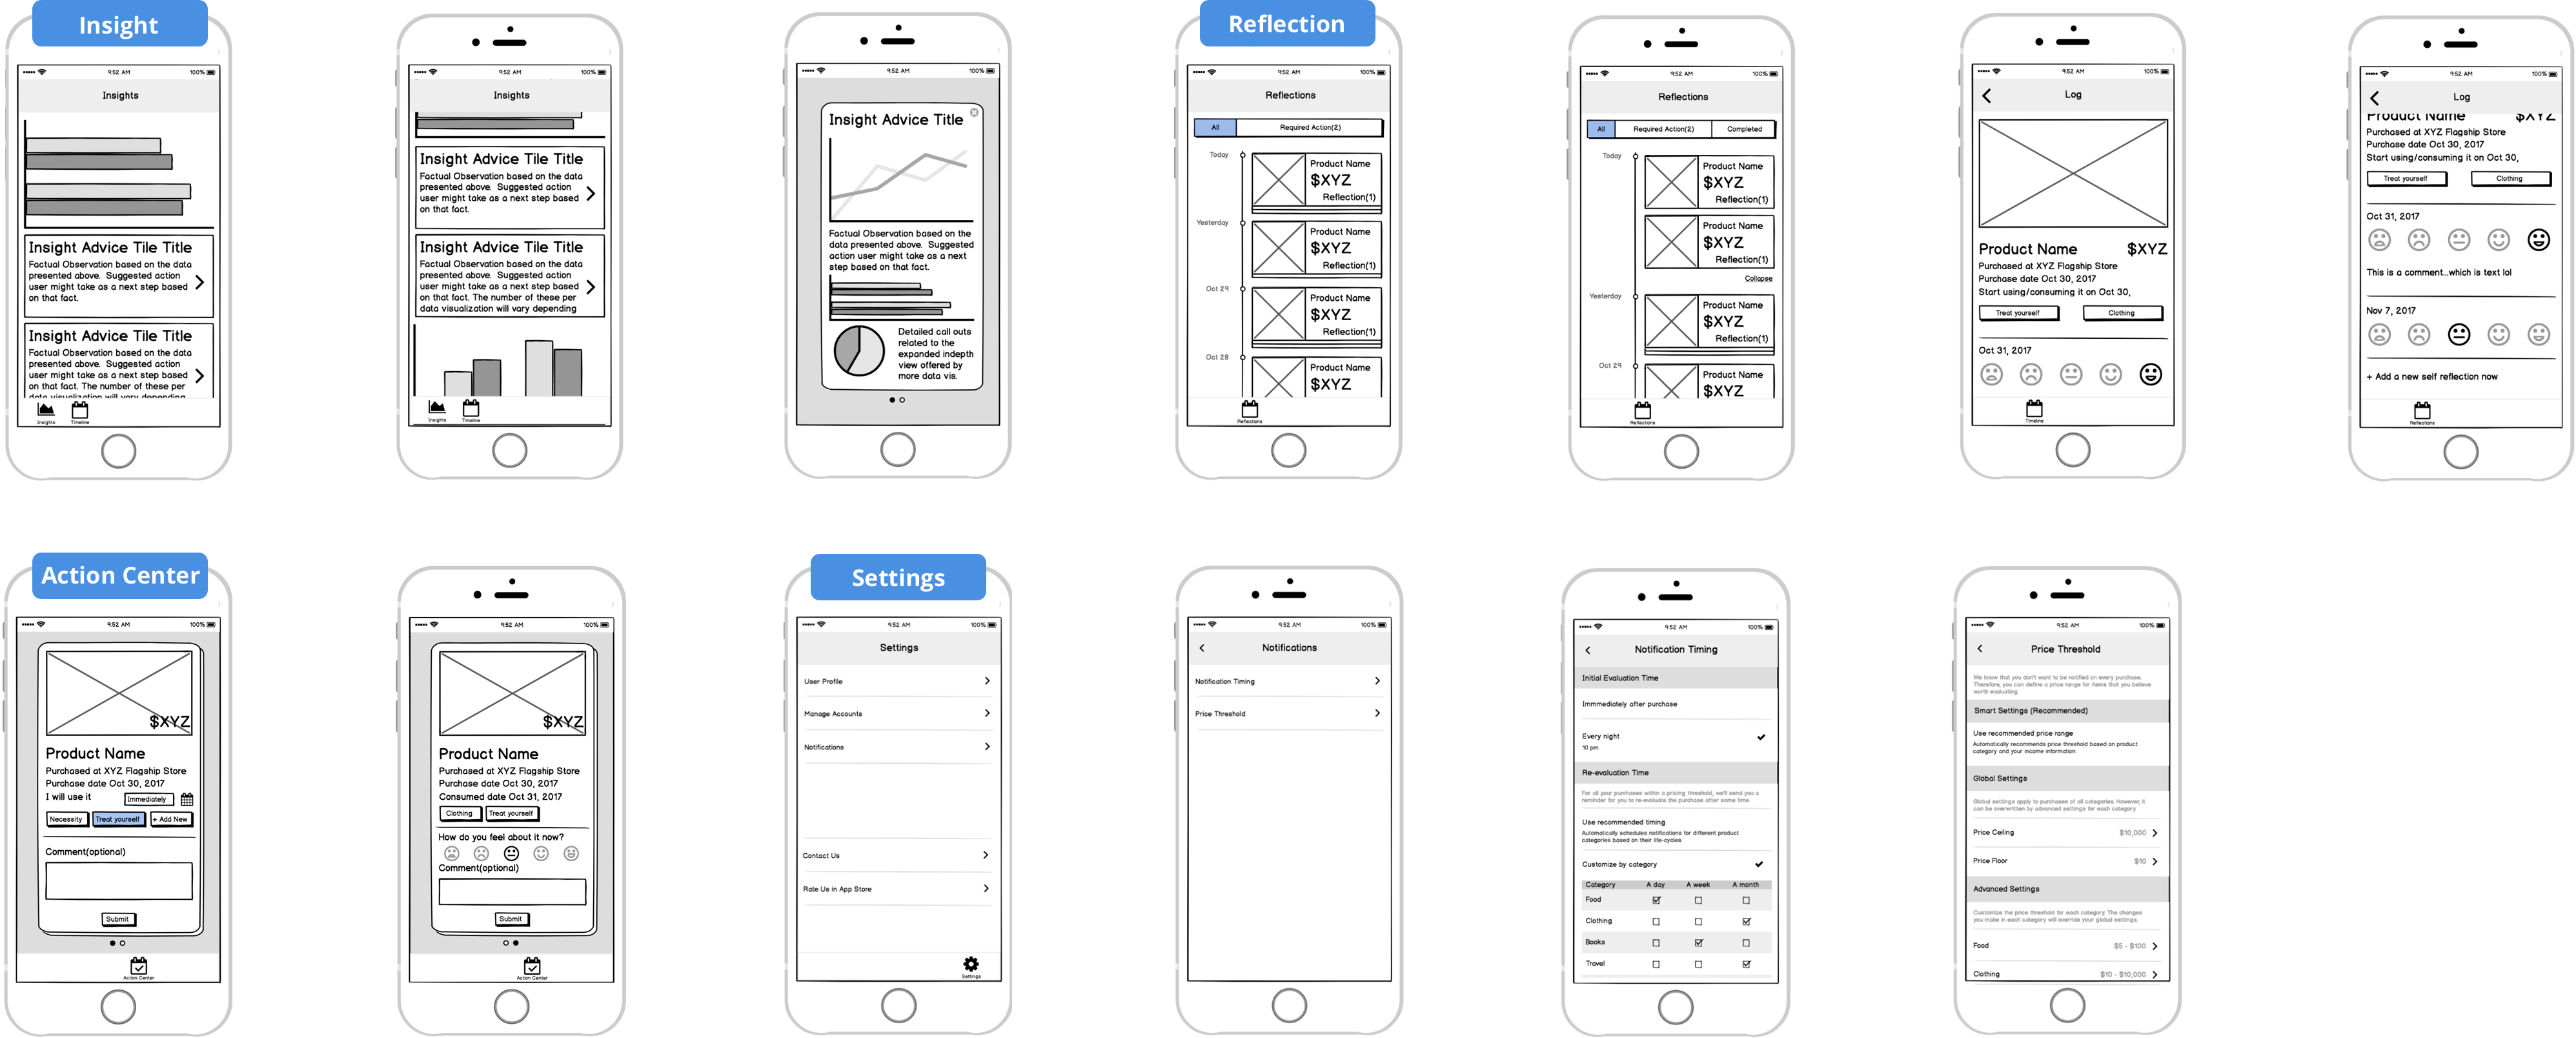 Insight
9:52 AM
100%
Insights
Insight Advice Tile Title
Factual Observation based on the data
presented above. Suggested action
user might take as a next step based
on that fact.
Insight Advice Tile Title
Factual Observation based on the data
presented above. Suggested action
user might take as a next step based
on that fact. The number of these per
data visualization will vary depending
Insights
Timeline
9:52 AM
100%
Insights
Insight Advice Tile Title
Factual Observation based on the data
presented above. Suggested action
user might take as a next step based
on that fact.
Insight Advice Tile Title
Factual Observation based on the data
presented above. Suggested action
user might take as a next step based
on that fact. The number of these per
data visualization will vary depending
Insights
Timeline
9:52 AM
100%
Insight Advice Title
Factual Observation based on the
data presented above. Suggested
action user might take as a next
step based on that fact.
Detailed call outs
related to the
expanded indepth
view offered by
more data vis.
Reflection
9:52 AM
100%
Reflections
All
Required Action(2)
Today
Product Name
$XYZ
Reflection(1)
Yesterday
Product Name
$XYZ
Reflection(1)
Oct 29
Product Name
$XYZ
Reflection(1)
Oct 28
Product Name
$XYZ
Reflections
9:52 AM
100%
Reflections
All
Required Action(2)
Completed
Today
Product Name
$XYZ
Reflection(1)
Product Name
$XYZ
Reflection(1)
Collapse
Yesterday
Product Name
$XYZ
Reflection(1)
Oct 29
Product Name
$XYZ
Reflections
9:52 AM
100%
Log
Product Name $XYZ
Purchased at XYZ Flagship Store
Purchase date Oct 30, 2017
Start using/consuming it on Oct 30,
Treat yourself
Clothing
Oct 31, 2017
Timeline
9:52 AM
100%
Log
Product Name $XYZ
Purchased at XYZ Flagship Store
Purchase date Oct 30, 2017
Start using/consuming it on Oct 30,
Treat yourself
Clothing
Oct 31, 2017
This is a comment...which is text lol
Nov 7, 2017
+ Add a new self reflection now
Reflections
Action Center
9:52 AM
100%
$XYZ
Product Name
Purchased at XYZ Flagship Store
Purchase date Oct 30, 2017
I will use it
Immediately
Necessity
Treat yourself
+ Add New
Comment(optional)
Submit
Action Center
9:52 AM
100%
$XYZ
Product Name
Purchased at XYZ Flagship Store
Purchase date Oct 30, 2017
Consumed date Oct 31, 2017
Clothing
Treat yourself
How do you feel about it now?
Comment(optional)
Submit
Action Center
Settings
9:52 AM
100%
Settings
User Profile
Manage Accounts
Notifications
Contact Us
Rate Us in App Store
Settings
9:52 AM
100%
Notifications
Notification Timing
Price Threshold
9:52 AM
100%
Notification Timing
Initial Evaluation Time
Immmediately after purchase
Every night
10 pm
Re-evaluation Time
For all your purchases within a pricing threshold, we'll send you a
reminder for you to re-evaluate the purchase after some time
Use recommended timing
Automatically schedules notifications for different product
categories based on their life-cycles.
Customize by category
Category A day A week A month
Food
Clothing
Books
Travel
9:52 AM
100%
Price Threshold
We know that you don't want to be notified on every purchase.
Therefore, you can define a price range for items that you believe
worth evaluating.
Smart Settings (Recommended)
Use recommended price range
Automatically recommends price threshold based on product
category and your income information.
Global Settings
Global settings apply to purchases of all categories. However, it
can be overwritten by advanced settings for each category
Price Ceiling $10,000
Price Floor $10
Advanced Settings
Customize the price threshold for each category. The changes
you make in each category will override your global settings.
Food $5 - $100
Clothing $10 - $10,000